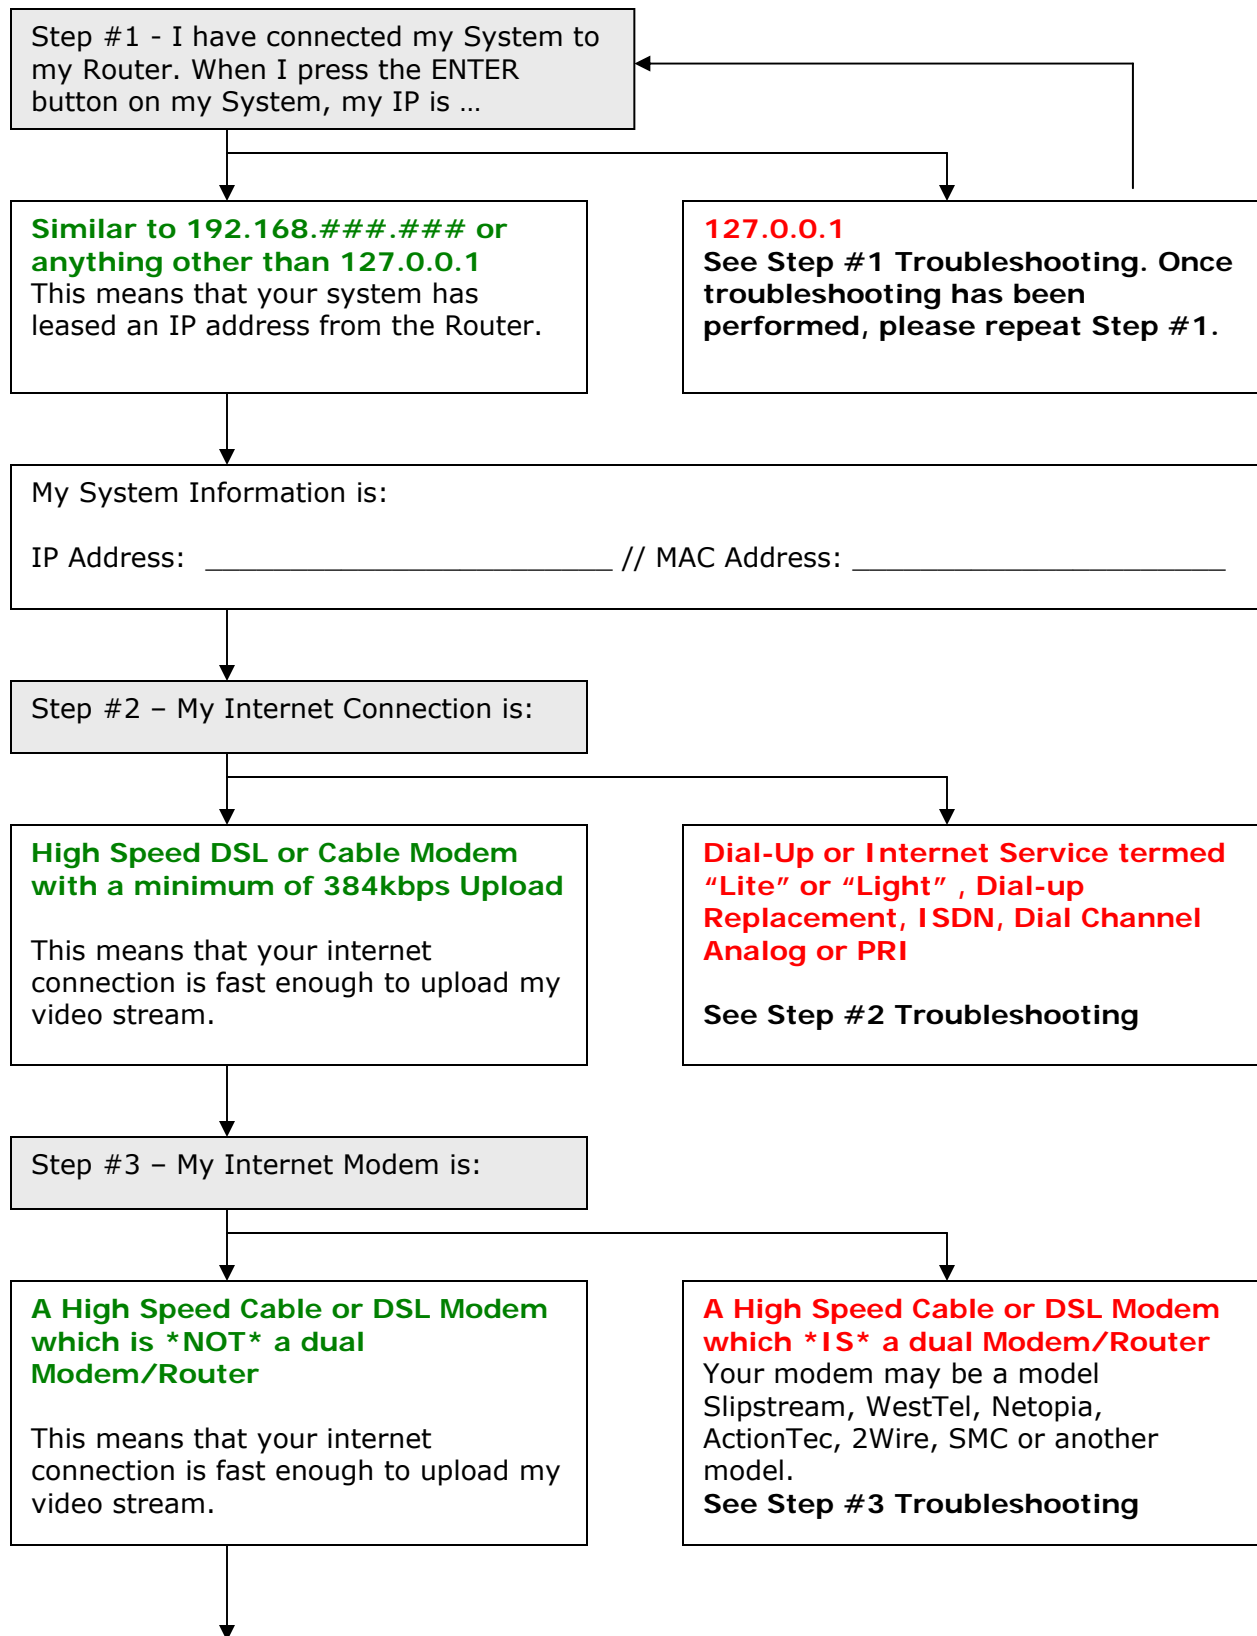 Step #1 - I have connected my System to
my Router. When I press the ENTER
button on my System, my IP is …
Similar to 192.168.###.### or
anything other than 127.0.0.1
This means that your system has
leased an IP address from the Router.
127.0.0.1
See Step #1 Troubleshooting. Once
troubleshooting has been
performed, please repeat Step #1.
My System Information is:
IP Address: __________________________ // MAC Address: ________________________
Step #2 – My Internet Connection is:
High Speed DSL or Cable Modem
with a minimum of 384kbps Upload
This means that your internet
connection is fast enough to upload my
video stream.
Dial-Up or Internet Service termed
“Lite” or “Light” , Dial-up
Replacement, ISDN, Dial Channel
Analog or PRI
See Step #2 Troubleshooting
Step #3 – My Internet Modem is:
A High Speed Cable or DSL Modem
which is *NOT* a dual
Modem/Router
This means that your internet
connection is fast enough to upload my
video stream.
A High Speed Cable or DSL Modem
which *IS* a dual Modem/Router
Your modem may be a model
Slipstream, WestTel, Netopia,
ActionTec, 2Wire, SMC or another
model.
See Step #3 Troubleshooting